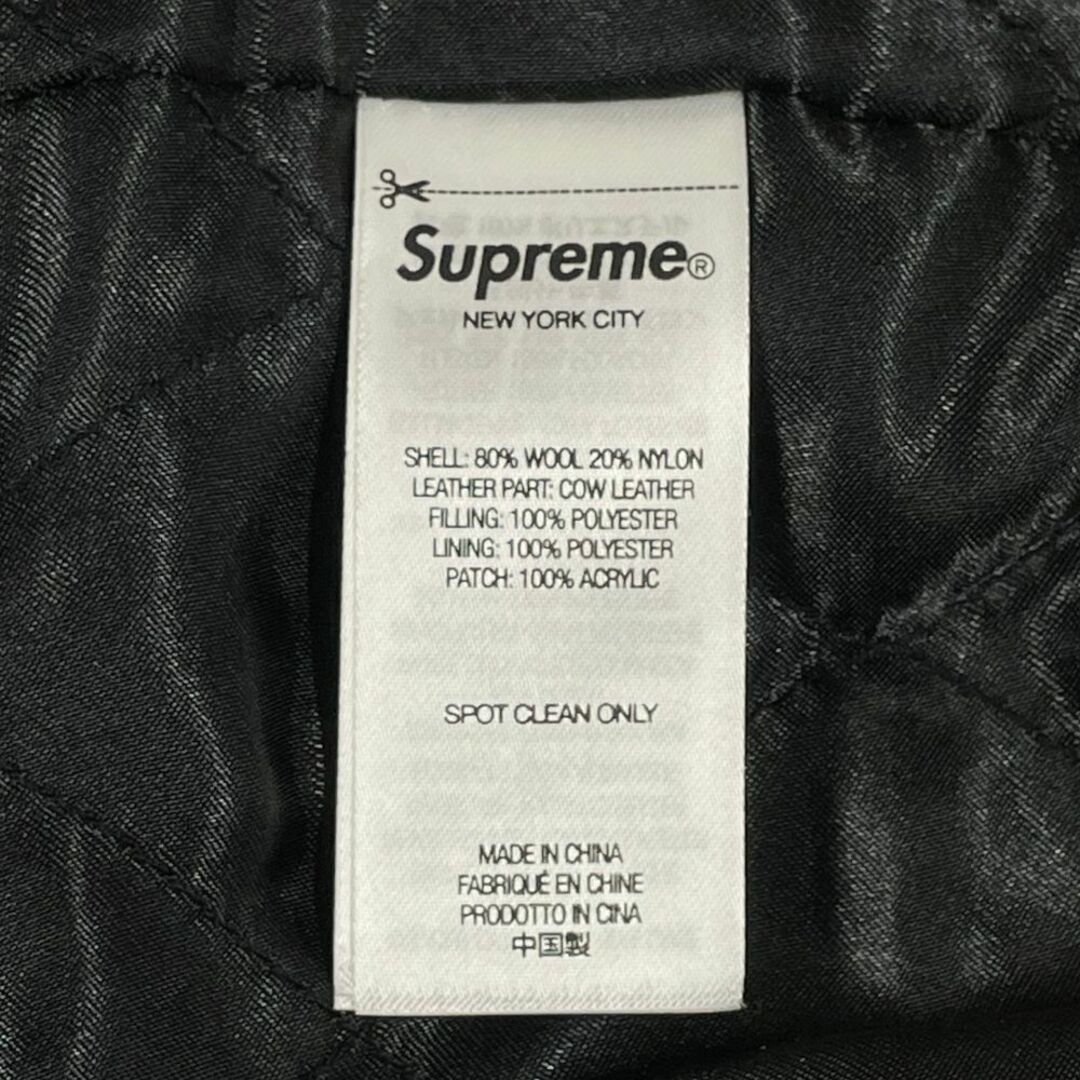 Supreme®
NEW YORK CITY
SHELL: 80% WOOL 20% NYLON
LEATHER PART: COW LEATHER
FILLING: 100% POLYESTER
LINING: 100% POLYESTER
PATCH: 100% ACRYLIC
SPOT CLEAN ONLY
MADE IN CHINA
FABRIQUÉ EN CHINE
PRODOTTO IN CINA
中国製